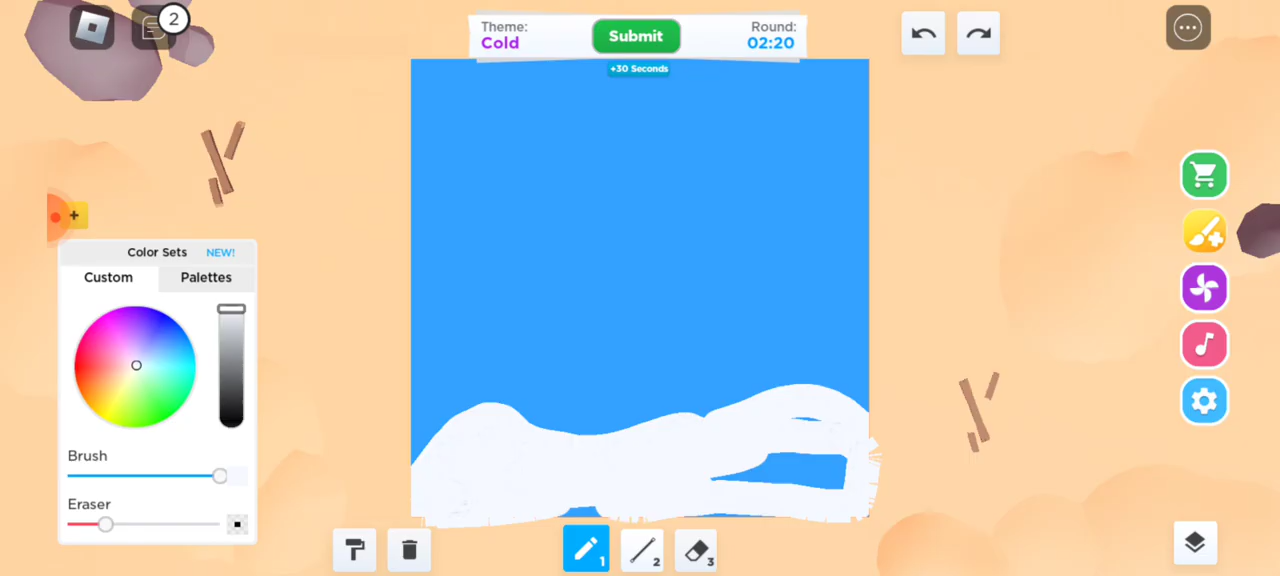 2
Theme:
Cold
Submit
Round:
02:20
+30 Seconds
+
Color Sets NEW!
Custom Palettes
Brush
Eraser
1
2
3